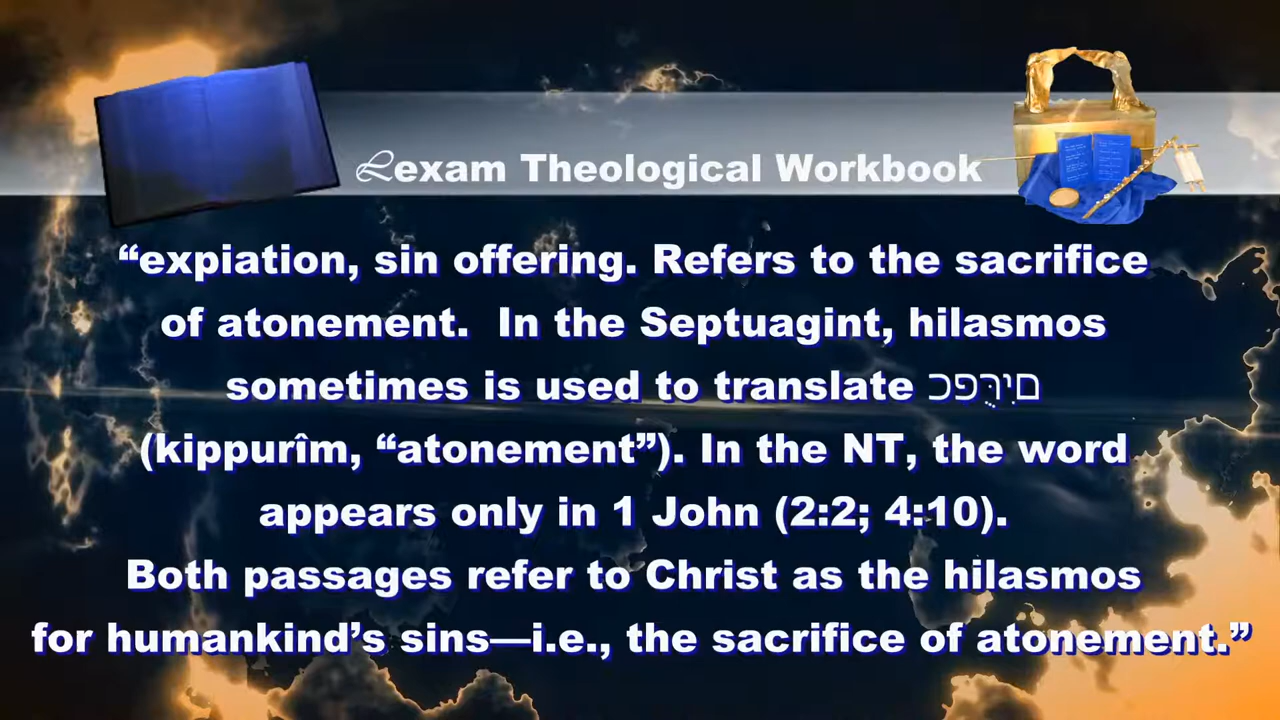 Lexam Theological Workbook
“expiation, sin offering. Refers to the sacrifice
of atonement. In the Septuagint, hilasmos
sometimes is used to translate םיִרֻּפכ
(kippurîm, “atonement”). In the NT, the word
appears only in 1 John (2:2; 4:10).
Both passages refer to Christ as the hilasmos
for humankind’s sins—i.e., the sacrifice of atonement.”